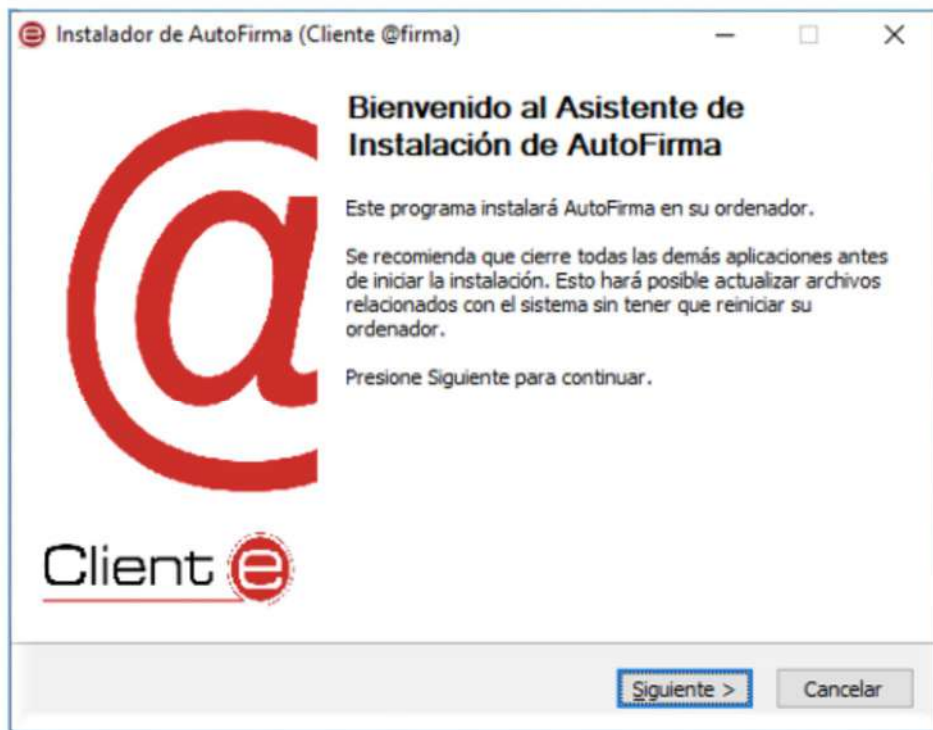 Instalador de AutoFirma (Cliente @firma)
Bienvenido al Asistente de
Instalación de AutoFirma
Este programa instalará AutoFirma en su ordenador.
Se recomienda que cierre todas las demás aplicaciones antes
de iniciar la instalación. Esto hará posible actualizar archivos
relacionados con el sistema sin tener que reiniciar su
ordenador.
Presione Siguiente para continuar.
@
Client e
Siguiente >
Cancelar